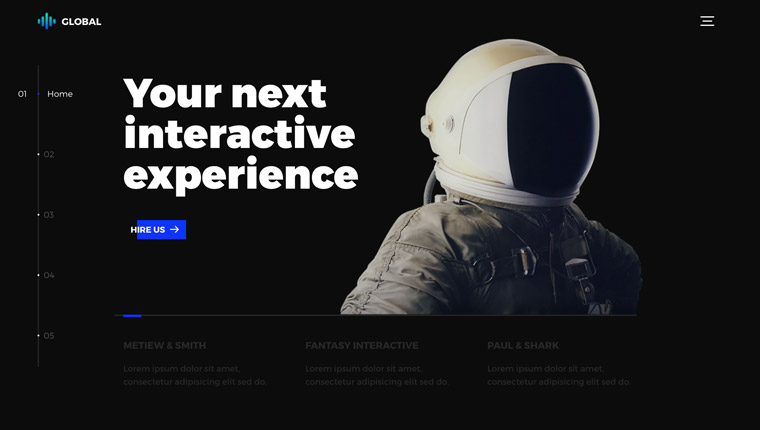 GLOBAL
01 Home
Your next
interactive
experience
02
03
HIRE US
04
05
METIEW & SMITH
Lorem ipsum dolor sit amet,
consectetur adipisicing elit sed do.
FANTASY INTERACTIVE
Lorem ipsum dolor sit amet,
consectetur adipisicing elit sed do.
PAUL & SHARK
Lorem ipsum dolor sit amet,
consectetur adipisicing elit sed do.